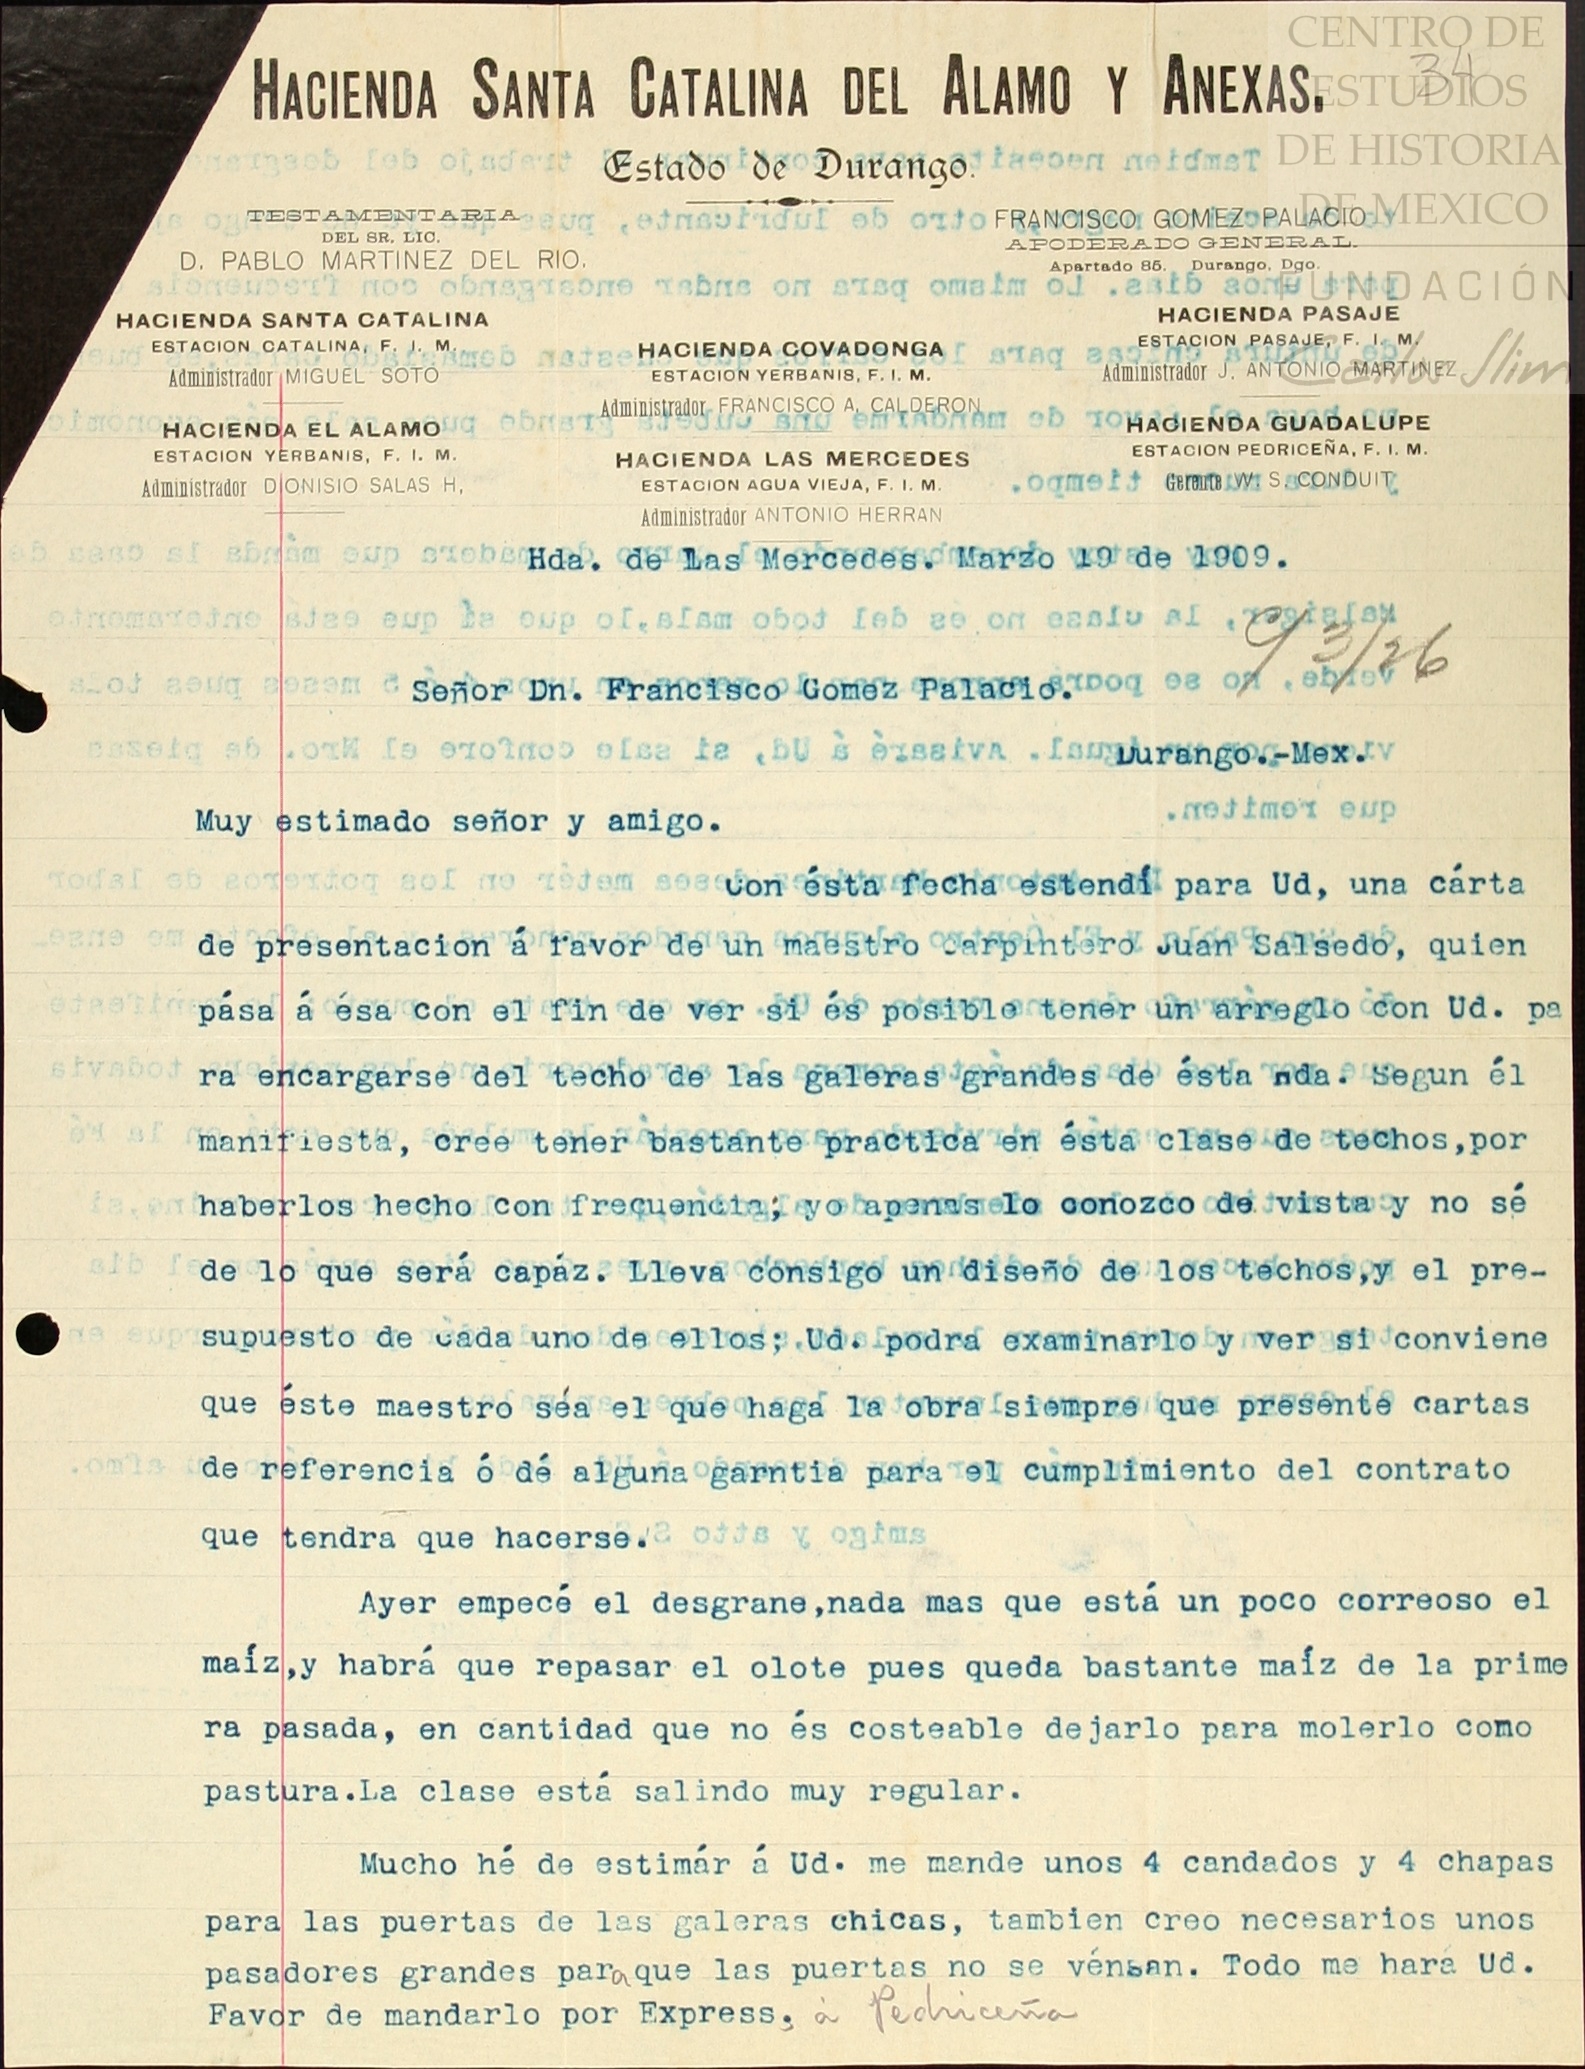 CENTRO DE
ESTUDIOS
DE HISTORIA
DE MEXICO
FUNDACIÓN
Carlos Slim
34
HACIENDA SANTA CATALINA DEL ALAMO Y ANEXAS.
Estado de Durango.
TESTAMENTARIA
DEL SR. LIC.
D. PABLO MARTINEZ DEL RIO.
FRANCISCO GOMEZ PALACIO
APODERADO GENERAL.
Apartado 85. Durango, Dgo.
HACIENDA SANTA CATALINA
ESTACION CATALINA, F. I. M.
Administrador MIGUEL SOTO
HACIENDA EL ALAMO
ESTACION YERBANIS, F. I. M.
Administrador DIONISIO SALAS H,
HACIENDA COVADONGA
ESTACION YERBANIS, F. I. M.
Administrador FRANCISCO A, CALDERON
HACIENDA LAS MERCEDES
ESTACION AGUA VIEJA, F. I. M.
Administrador ANTONIO HERRAN
HACIENDA PASAJE
ESTACION PASAJE, F. I. M.
Administrador J. ANTONIO MARTINEZ
HACIENDA GUADALUPE
ESTACION PEDRICEÑA, F. I. M.
Gerente W. S. CONDUIT
Hda. de Las Mercedes. Marzo 19 de 1909.
9/3/26
Señor Dn. Francisco Gomez Palacio.
Durango.-Mex.
Muy estimado señor y amigo.
Con ésta fecha estendí para Ud, una cárta
de presentacion á favor de un maestro carpintero Juan Salsedo, quien
pása á ésa con el fin de ver si és posible tener un arreglo con Ud. pa
ra encargarse del techo de las galeras grandes de ésta Hda. Segun él
manifiesta, cree tener bastante practica en ésta clase de techos,por
haberlos hecho con frecuencia; yo apenas lo conozco de vista y no sé
de lo que será capáz. Lleva consigo un diseño de los techos,y el pre-
supuesto de cada uno de ellos; Ud. podra examinarlo y ver si conviene
que éste maestro séa el que haga la obra siempre que presente cartas
de referencia ó dé alguna garntia para el cumplimiento del contrato
que tendra que hacerse.
Ayer empecé el desgrane,nada mas que está un poco correoso el
maíz,y habrá que repasar el olote pues queda bastante maíz de la prime
ra pasada, en cantidad que no és costeable dejarlo para molerlo como
pastura.La clase está salindo muy regular.
Mucho hé de estimár á Ud. me mande unos 4 candados y 4 chapas
para las puertas de las galeras chicas, tambien creo necesarios unos
pasadores grandes para que las puertas no se vénsan. Todo me hará Ud.
Favor de mandarlo por Express. à Pedriceña